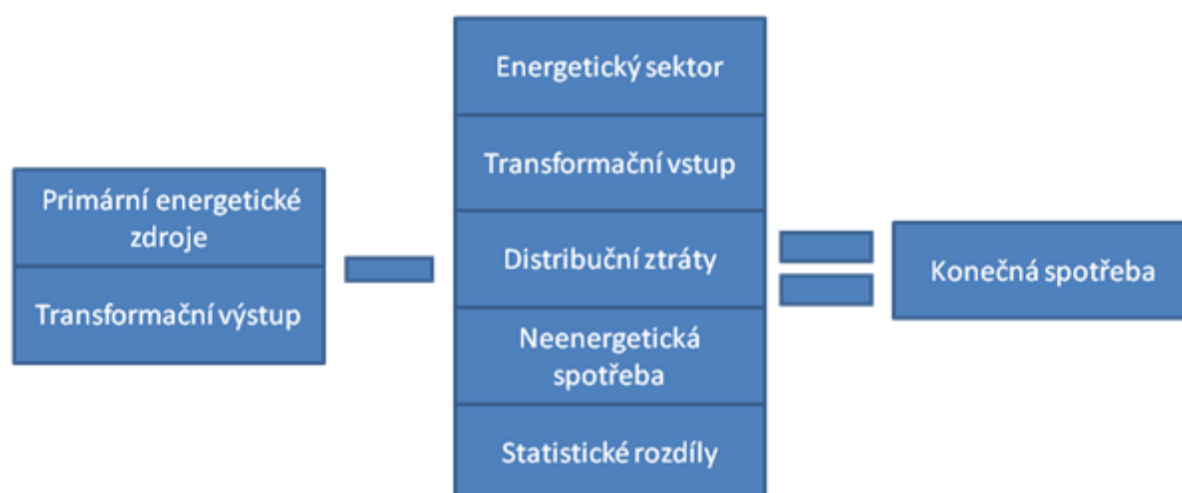 Primární energetické
zdroje
Transformační výstup
Energetický sektor
Transformační vstup
Distribuční ztráty
Neenergetická
spotřeba
Statistické rozdíly
Konečná spotřeba